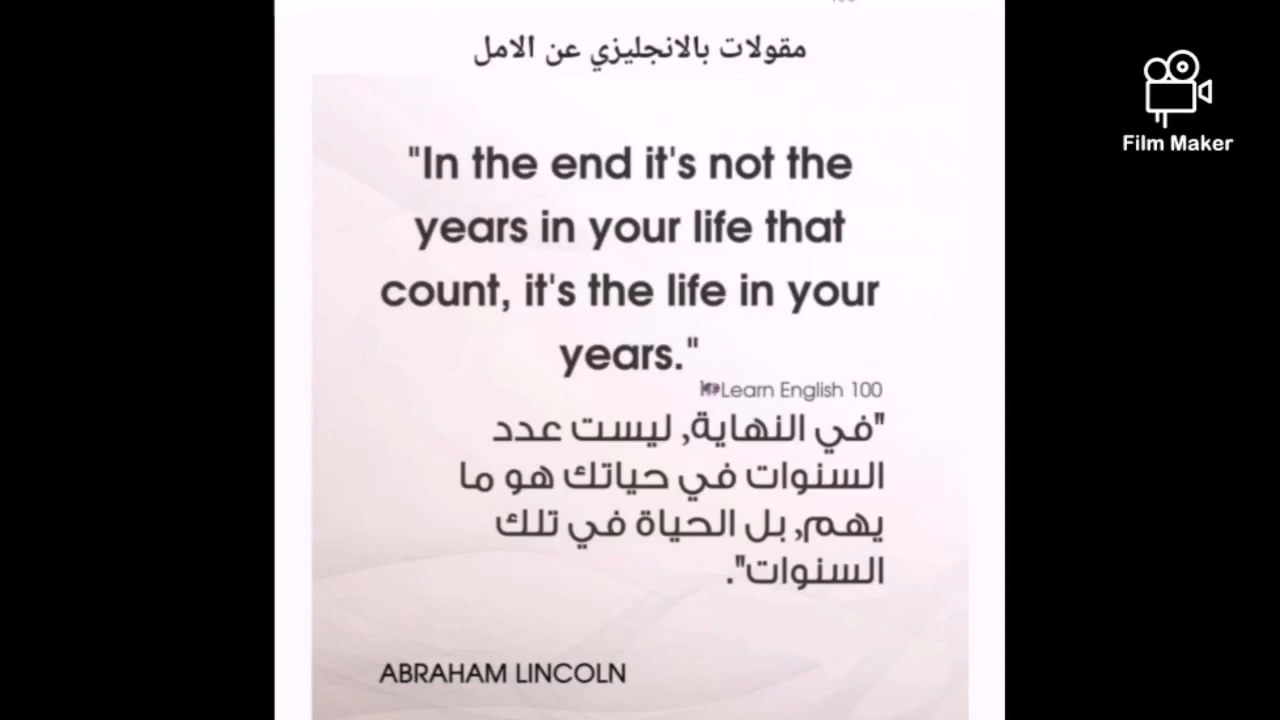 مقولات بالانجليزي عن الامل
Film Maker
"In the end it's not the
years in your life that
count, it's the life in your
years."
Learn English 100
"في النهاية, ليست عدد
السنوات في حياتك هو ما
يهم, بل الحياة في تلك
السنوات".
ABRAHAM LINCOLN